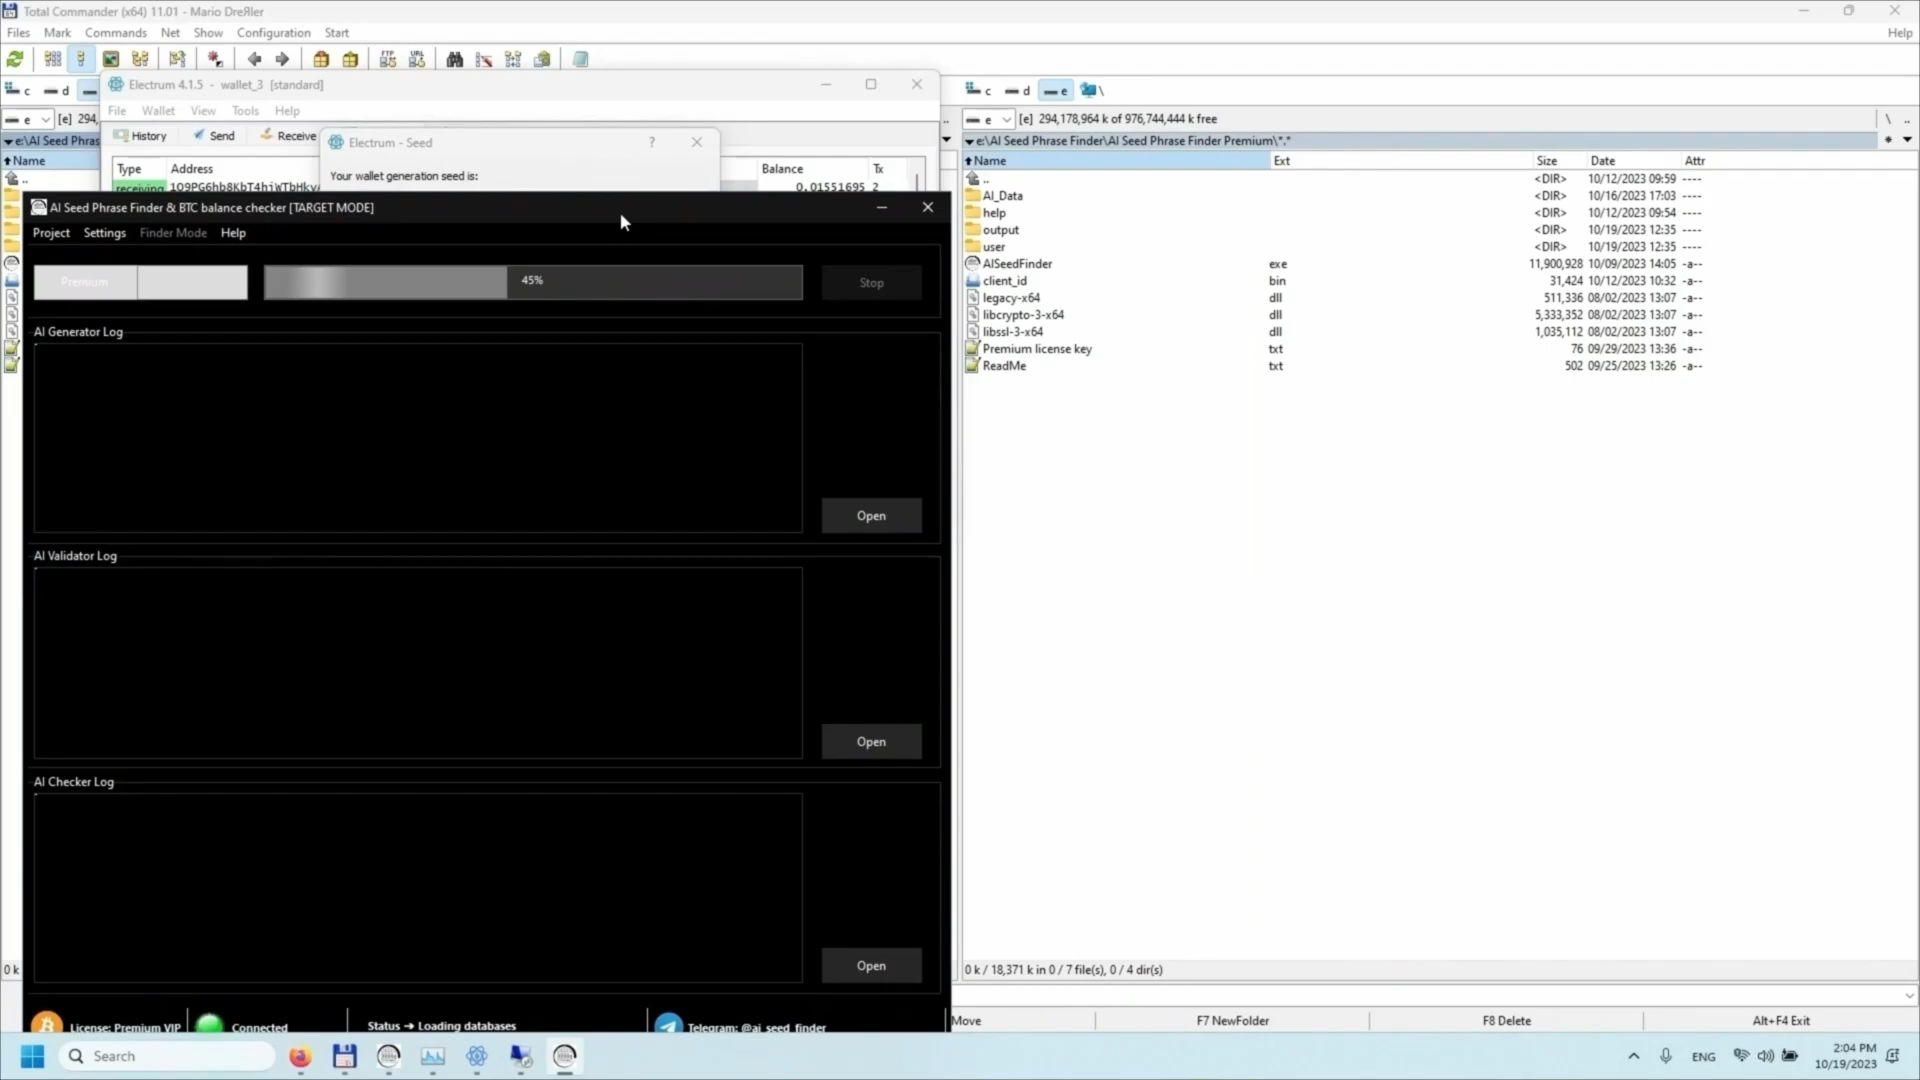 Total Commander (x64) 11.01 - Mario Dreßler
Files Mark Commands Net Show Configuration Start Help
c d
e [e] 294,
e:\AI Seed Phras
Name
..
Electrum 4.1.5 - wallet_3 [standard]
File Wallet View Tools Help
History Send Receive
Type Address Balance Tx
receiving 1Q9PG6hb8KbT4hjWTbHkv 0.01551695 2
Electrum - Seed ?
Your wallet generation seed is:
AI Seed Phrase Finder & BTC balance checker [TARGET MODE]
Project Settings Finder Mode Help
Premium 45% Stop
AI Generator Log
Open
AI Validator Log
Open
AI Checker Log
Open
License: Premium VIP Connected Status → Loading databases Telegram: @ai_seed_finder
0 k
c d e \
e [e] 294,178,964 k of 976,744,444 k free \ ..
e:\AI Seed Phrase Finder\AI Seed Phrase Finder Premium\*.* *
Name Ext Size Date Attr
.. <DIR> 10/12/2023 09:59 ----
AI_Data <DIR> 10/16/2023 17:03 ----
help <DIR> 10/12/2023 09:54 ----
output <DIR> 10/19/2023 12:35 ----
user <DIR> 10/19/2023 12:35 ----
AISeedFinder exe 11,900,928 10/09/2023 14:05 -a--
client_id bin 31,424 10/12/2023 10:32 -a--
legacy-x64 dll 511,336 08/02/2023 13:07 -a--
libcrypto-3-x64 dll 5,333,352 08/02/2023 13:07 -a--
libssl-3-x64 dll 1,035,112 08/02/2023 13:07 -a--
Premium license key txt 76 09/29/2023 13:36 -a--
ReadMe txt 502 09/25/2023 13:26 -a--
0 k / 18,371 k in 0 / 7 file(s), 0 / 4 dir(s)
Move F7 NewFolder F8 Delete Alt+F4 Exit
Search
ENG
2:04 PM
10/19/2023